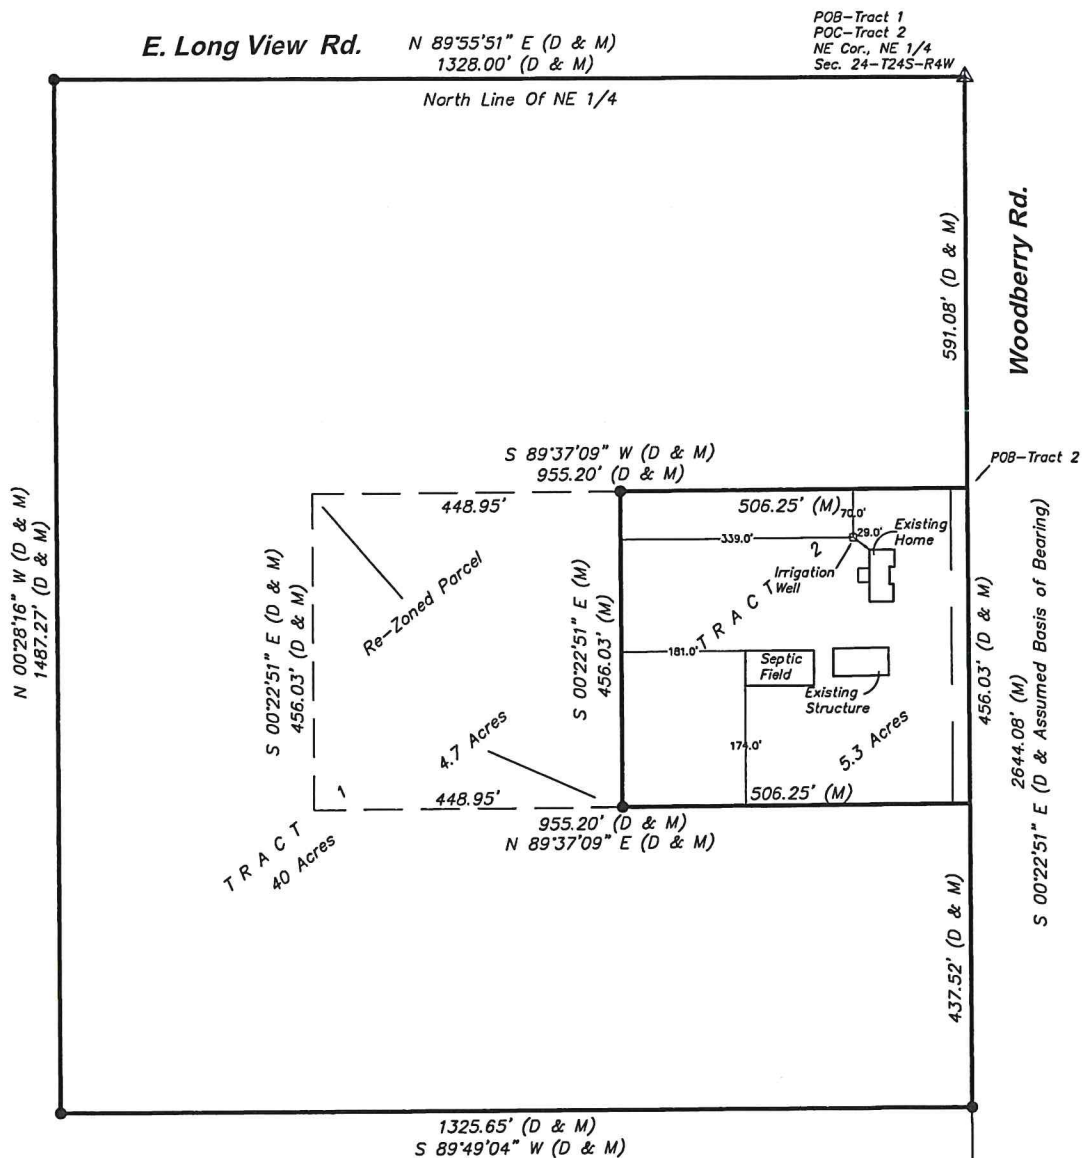 E. Long View Rd.
N 89°55'51" E (D & M)
1328.00' (D & M)
North Line Of NE 1/4
POB-Tract 1
POC-Tract 2
NE Cor., NE 1/4
Sec. 24-T24S-R4W
Woodberry Rd.
591.08' (D & M)
POB-Tract 2
S 89°37'09" W (D & M)
955.20' (D & M)
448.95'
506.25' (M)
70.0'
29.0'
Existing
Home
339.0'
Irrigation
Well
TRACT 2
N 00°28'16" W (D & M)
1487.27' (D & M)
S 00°22'51" E (D & M)
456.03' (D & M)
Re-Zoned Parcel
S 00°22'51" E (M)
456.03' (M)
181.0'
Septic
Field
Existing
Structure
174.0'
5.3 Acres
456.03' (D & M)
2644.08' (M)
S 00°22'51" E (D & Assumed Basis of Bearing)
4.7 Acres
448.95'
506.25' (M)
955.20' (D & M)
N 89°37'09" E (D & M)
TRACT 1
40 Acres
437.52' (D & M)
1325.65' (D & M)
S 89°49'04" W (D & M)